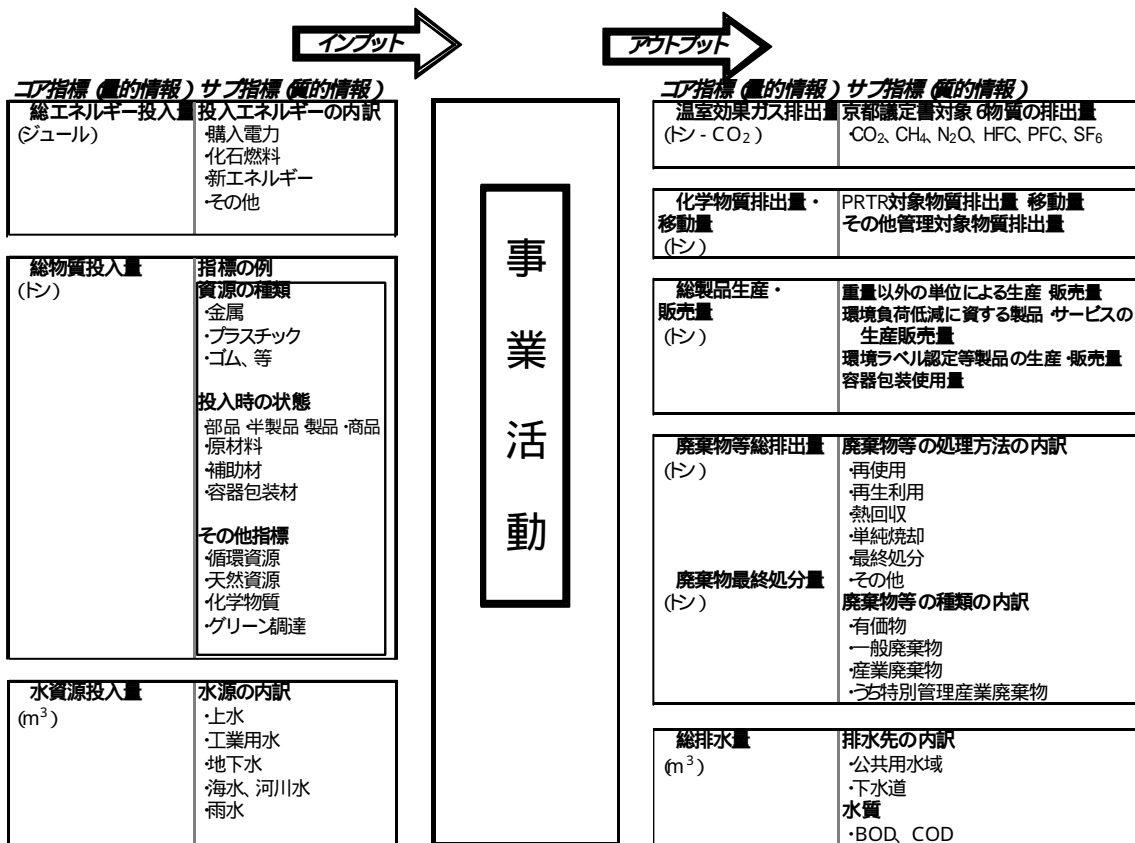 インプット
アウトプット
コア指標(量的情報)サブ指標(質的情報)
総エネルギー投入量
(ジュール)
投入エネルギーの内訳
・購入電力
・化石燃料
・新エネルギー
・その他
総物質投入量
(トン)
指標の例
資源の種類
・金属
・プラスチック
・ゴム、等
投入時の状態
・部品・半製品・製品・商品
・原材料
・補助材
・容器包装材
その他指標
・循環資源
・天然資源
・化学物質
・グリーン調達
水資源投入量
(m³)
水源の内訳
・上水
・工業用水
・地下水
・海水、河川水
・雨水
事業活動
コア指標(量的情報)サブ指標(質的情報)
温室効果ガス排出量
(トン-CO₂)
京都議定書対象6物質の排出量
・CO₂、CH₄、N₂O、HFC、PFC、SF₆
化学物質排出量・
移動量
(トン)
PRTR対象物質排出量・移動量
その他管理対象物質排出量
総製品生産・
販売量
(トン)
重量以外の単位による生産・販売量
環境負荷低減に資する製品・サービスの
生産販売量
環境ラベル認定等製品の生産・販売量
容器包装使用量
廃棄物等総排出量
(トン)
廃棄物等の処理方法の内訳
・再使用
・再生利用
・熱回収
・単純焼却
・最終処分
・その他
廃棄物最終処分量
(トン)
廃棄物等の種類の内訳
・有価物
・一般廃棄物
・産業廃棄物
・うち特別管理産業廃棄物
総排水量
(m³)
排水先の内訳
・公共用水域
・下水道
水質
・BOD、COD